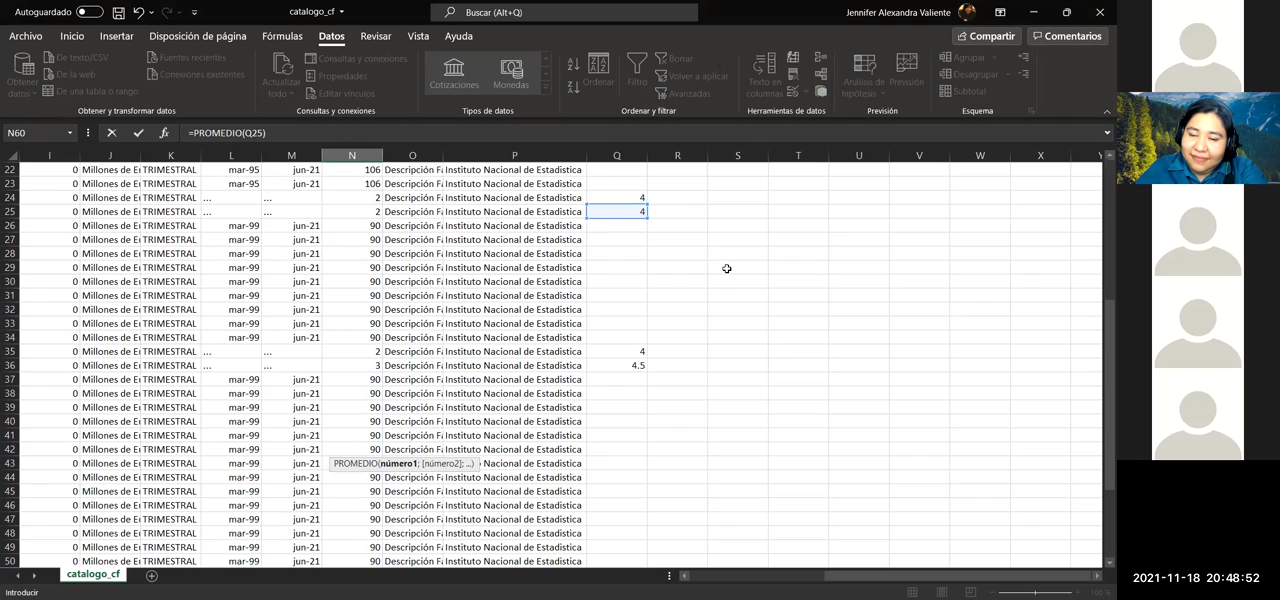 Autoguardado catalogo_cf Buscar (Alt+Q) Jennifer Alexandra Valiente
Archivo Inicio Insertar Disposición de página Fórmulas Datos Revisar Vista Ayuda Compartir Comentarios
Obtener datos De texto/CSV De la web De una tabla o rango Fuentes recientes Conexiones existentes
Actualizar todo Consultas y conexiones Propiedades Editar vínculos
Cotizaciones Monedas
Ordenar Filtro Borrar Volver a aplicar Avanzadas
Texto en columnas Análisis de hipótesis Previsión
Agrupar Desagrupar Subtotal
Obtener y transformar datos Consultas y conexiones Tipos de datos Ordenar y filtrar Herramientas de datos Previsión Esquema
N60 fx =PROMEDIO(Q25)
I J K L M N O P Q R S T U V W X
22 0 Millones de E TRIMESTRAL mar-95 jun-21 106 Descripción F Instituto Nacional de Estadistica
23 0 Millones de E TRIMESTRAL mar-95 jun-21 106 Descripción F Instituto Nacional de Estadistica
24 0 Millones de E TRIMESTRAL ... ... 2 Descripción F Instituto Nacional de Estadistica 4
25 0 Millones de E TRIMESTRAL ... ... 2 Descripción F Instituto Nacional de Estadistica 4
26 0 Millones de E TRIMESTRAL mar-99 jun-21 90 Descripción F Instituto Nacional de Estadistica
27 0 Millones de E TRIMESTRAL mar-99 jun-21 90 Descripción F Instituto Nacional de Estadistica
28 0 Millones de E TRIMESTRAL mar-99 jun-21 90 Descripción F Instituto Nacional de Estadistica
29 0 Millones de E TRIMESTRAL mar-99 jun-21 90 Descripción F Instituto Nacional de Estadistica
30 0 Millones de E TRIMESTRAL mar-99 jun-21 90 Descripción F Instituto Nacional de Estadistica
31 0 Millones de E TRIMESTRAL mar-99 jun-21 90 Descripción F Instituto Nacional de Estadistica
32 0 Millones de E TRIMESTRAL mar-99 jun-21 90 Descripción F Instituto Nacional de Estadistica
33 0 Millones de E TRIMESTRAL mar-99 jun-21 90 Descripción F Instituto Nacional de Estadistica
34 0 Millones de E TRIMESTRAL mar-99 jun-21 90 Descripción F Instituto Nacional de Estadistica
35 0 Millones de E TRIMESTRAL ... ... 2 Descripción F Instituto Nacional de Estadistica 4
36 0 Millones de E TRIMESTRAL ... ... 3 Descripción F Instituto Nacional de Estadistica 4.5
37 0 Millones de E TRIMESTRAL mar-99 jun-21 90 Descripción F Instituto Nacional de Estadistica
38 0 Millones de E TRIMESTRAL mar-99 jun-21 90 Descripción F Instituto Nacional de Estadistica
39 0 Millones de E TRIMESTRAL mar-99 jun-21 90 Descripción F Instituto Nacional de Estadistica
40 0 Millones de E TRIMESTRAL mar-99 jun-21 90 Descripción F Instituto Nacional de Estadistica
41 0 Millones de E TRIMESTRAL mar-99 jun-21 90 Descripción F Instituto Nacional de Estadistica
42 0 Millones de E TRIMESTRAL mar-99 jun-21 90 Descripción F Instituto Nacional de Estadistica
43 0 Millones de E TRIMESTRAL mar-99 jun-21 PROMEDIO(número1; [número2]; ...) Instituto Nacional de Estadistica
44 0 Millones de E TRIMESTRAL mar-99 jun-21 90 Descripción F Instituto Nacional de Estadistica
45 0 Millones de E TRIMESTRAL mar-99 jun-21 90 Descripción F Instituto Nacional de Estadistica
46 0 Millones de E TRIMESTRAL mar-99 jun-21 90 Descripción F Instituto Nacional de Estadistica
47 0 Millones de E TRIMESTRAL mar-99 jun-21 90 Descripción F Instituto Nacional de Estadistica
48 0 Millones de E TRIMESTRAL mar-99 jun-21 90 Descripción F Instituto Nacional de Estadistica
49 0 Millones de E TRIMESTRAL mar-99 jun-21 90 Descripción F Instituto Nacional de Estadistica
50 0 Millones de E TRIMESTRAL mar-99 jun-21 90 Descripción F Instituto Nacional de Estadistica
catalogo_cf
Introducir 100 %
2021-11-18 20:48:52